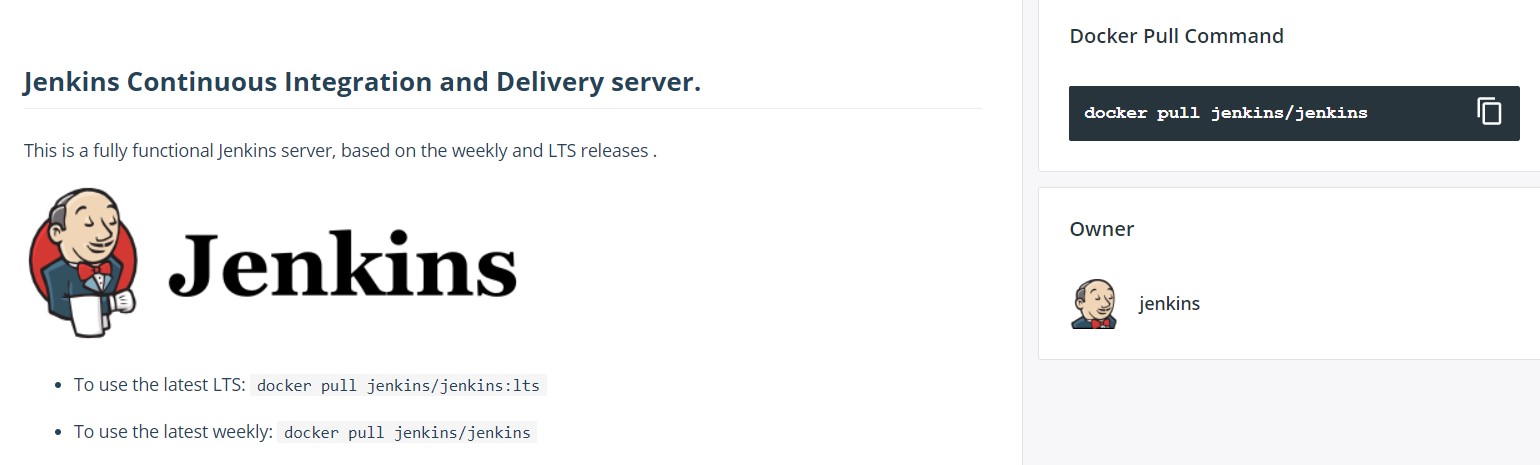 Jenkins Continuous Integration and Delivery server.
This is a fully functional Jenkins server, based on the weekly and LTS releases .
Jenkins
To use the latest LTS: docker pull jenkins/jenkins:lts
To use the latest weekly: docker pull jenkins/jenkins
Docker Pull Command
docker pull jenkins/jenkins
Owner
jenkins